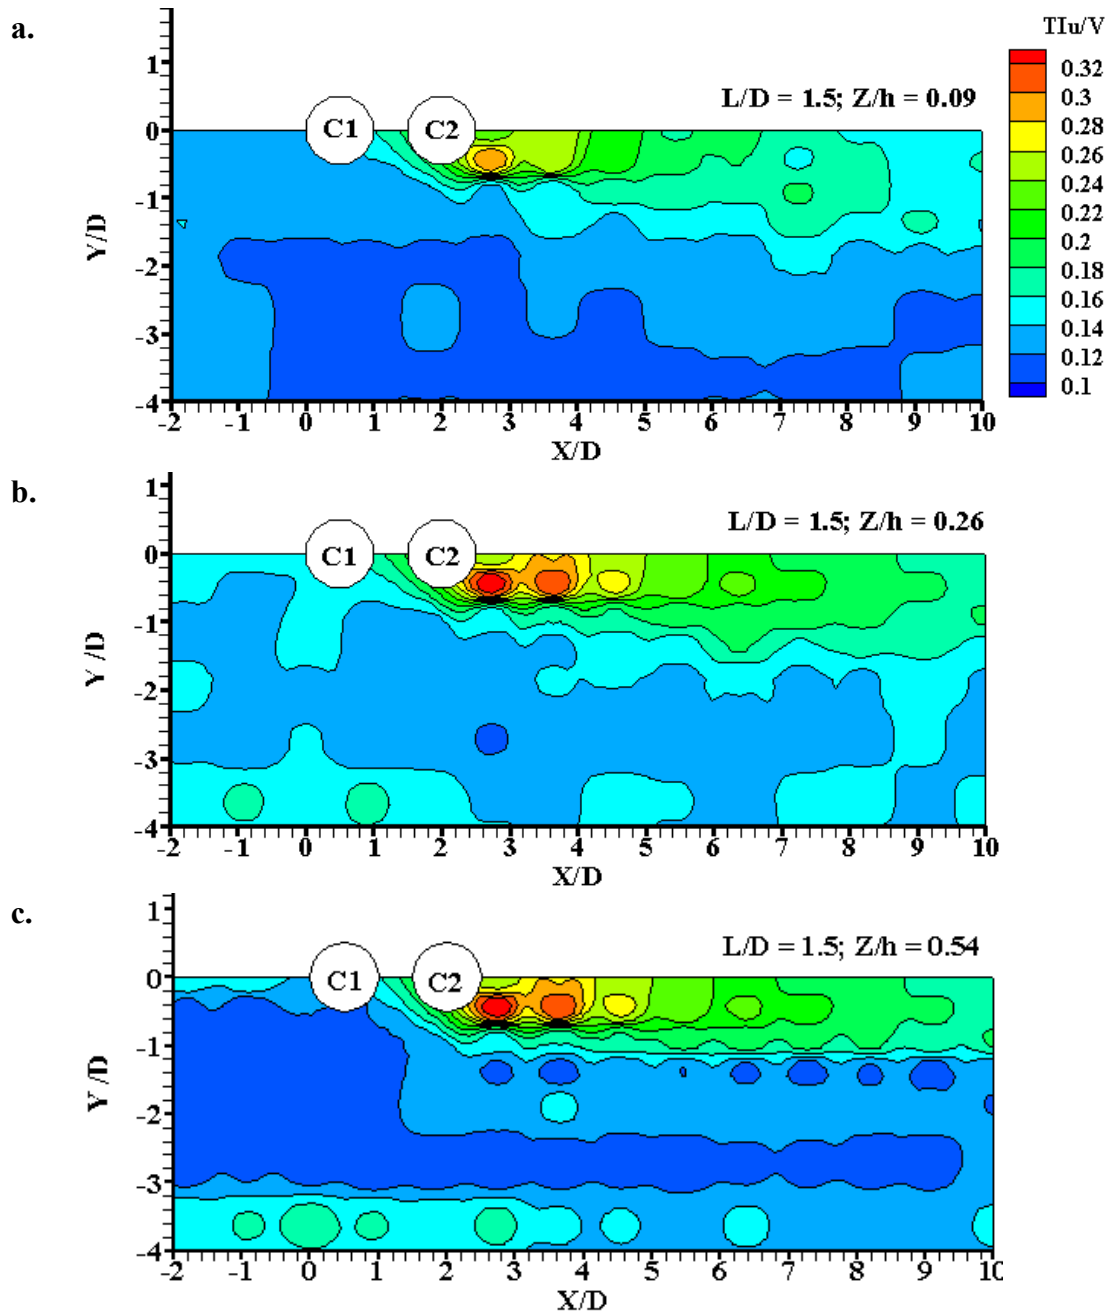 a.
TIu/V
L/D = 1.5; Z/h = 0.09
C1 C2
1
0
-1
-2
-3
-4
Y/D
-2 -1 0 1 2 3 4 5 6 7 8 9 10
X/D
0.32
0.3
0.28
0.26
0.24
0.22
0.2
0.18
0.16
0.14
0.12
0.1
b.
L/D = 1.5; Z/h = 0.26
C1 C2
1
0
-1
-2
-3
-4
Y /D
-2 -1 0 1 2 3 4 5 6 7 8 9 10
X/D
c.
L/D = 1.5; Z/h = 0.54
C1 C2
1
0
-1
-2
-3
-4
Y /D
-2 -1 0 1 2 3 4 5 6 7 8 9 10
X/D